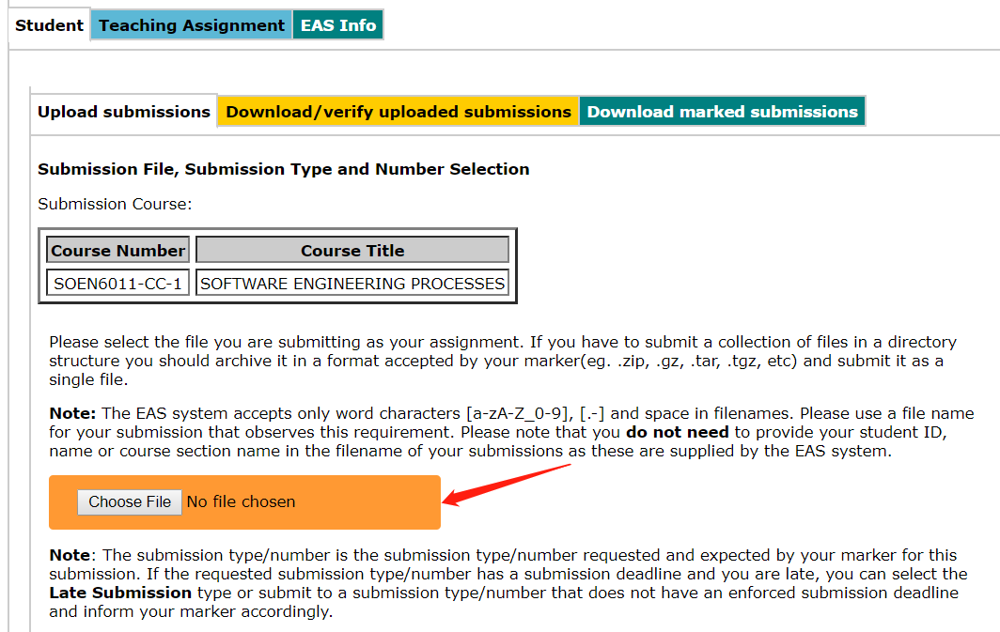 Student Teaching Assignment EAS Info
Upload submissions Download/verify uploaded submissions Download marked submissions
Submission File, Submission Type and Number Selection
Submission Course:
Course Number Course Title
SOEN6011-CC-1 SOFTWARE ENGINEERING PROCESSES
Please select the file you are submitting as your assignment. If you have to submit a collection of files in a directory
structure you should archive it in a format accepted by your marker(eg. .zip, .gz, .tar, .tgz, etc) and submit it as a
single file.
Note: The EAS system accepts only word characters [a-zA-Z_0-9], [.-] and space in filenames. Please use a file name
for your submission that observes this requirement. Please note that you do not need to provide your student ID,
name or course section name in the filename of your submissions as these are supplied by the EAS system.
Choose File No file chosen
Note: The submission type/number is the submission type/number requested and expected by your marker for this
submission. If the requested submission type/number has a submission deadline and you are late, you can select the
Late Submission type or submit to a submission type/number that does not have an enforced submission deadline
and inform your marker accordingly.